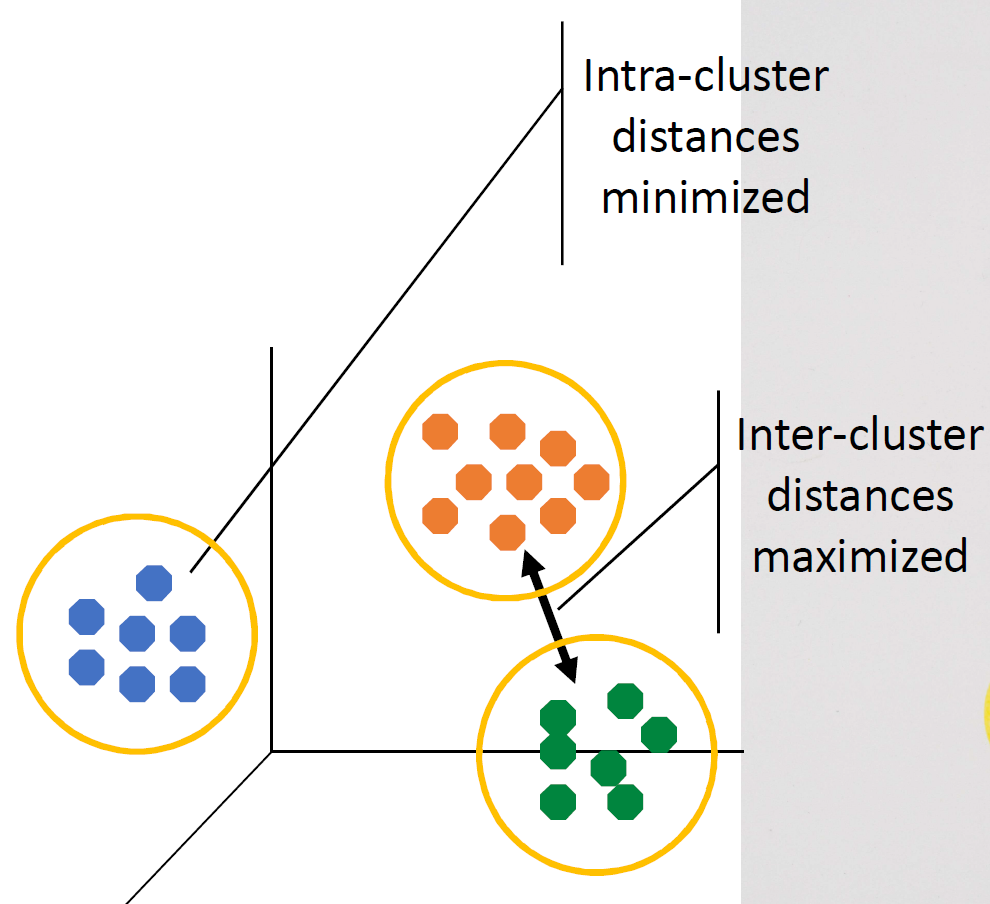 Intra-cluster
distances
minimized
Inter-cluster
distances
maximized